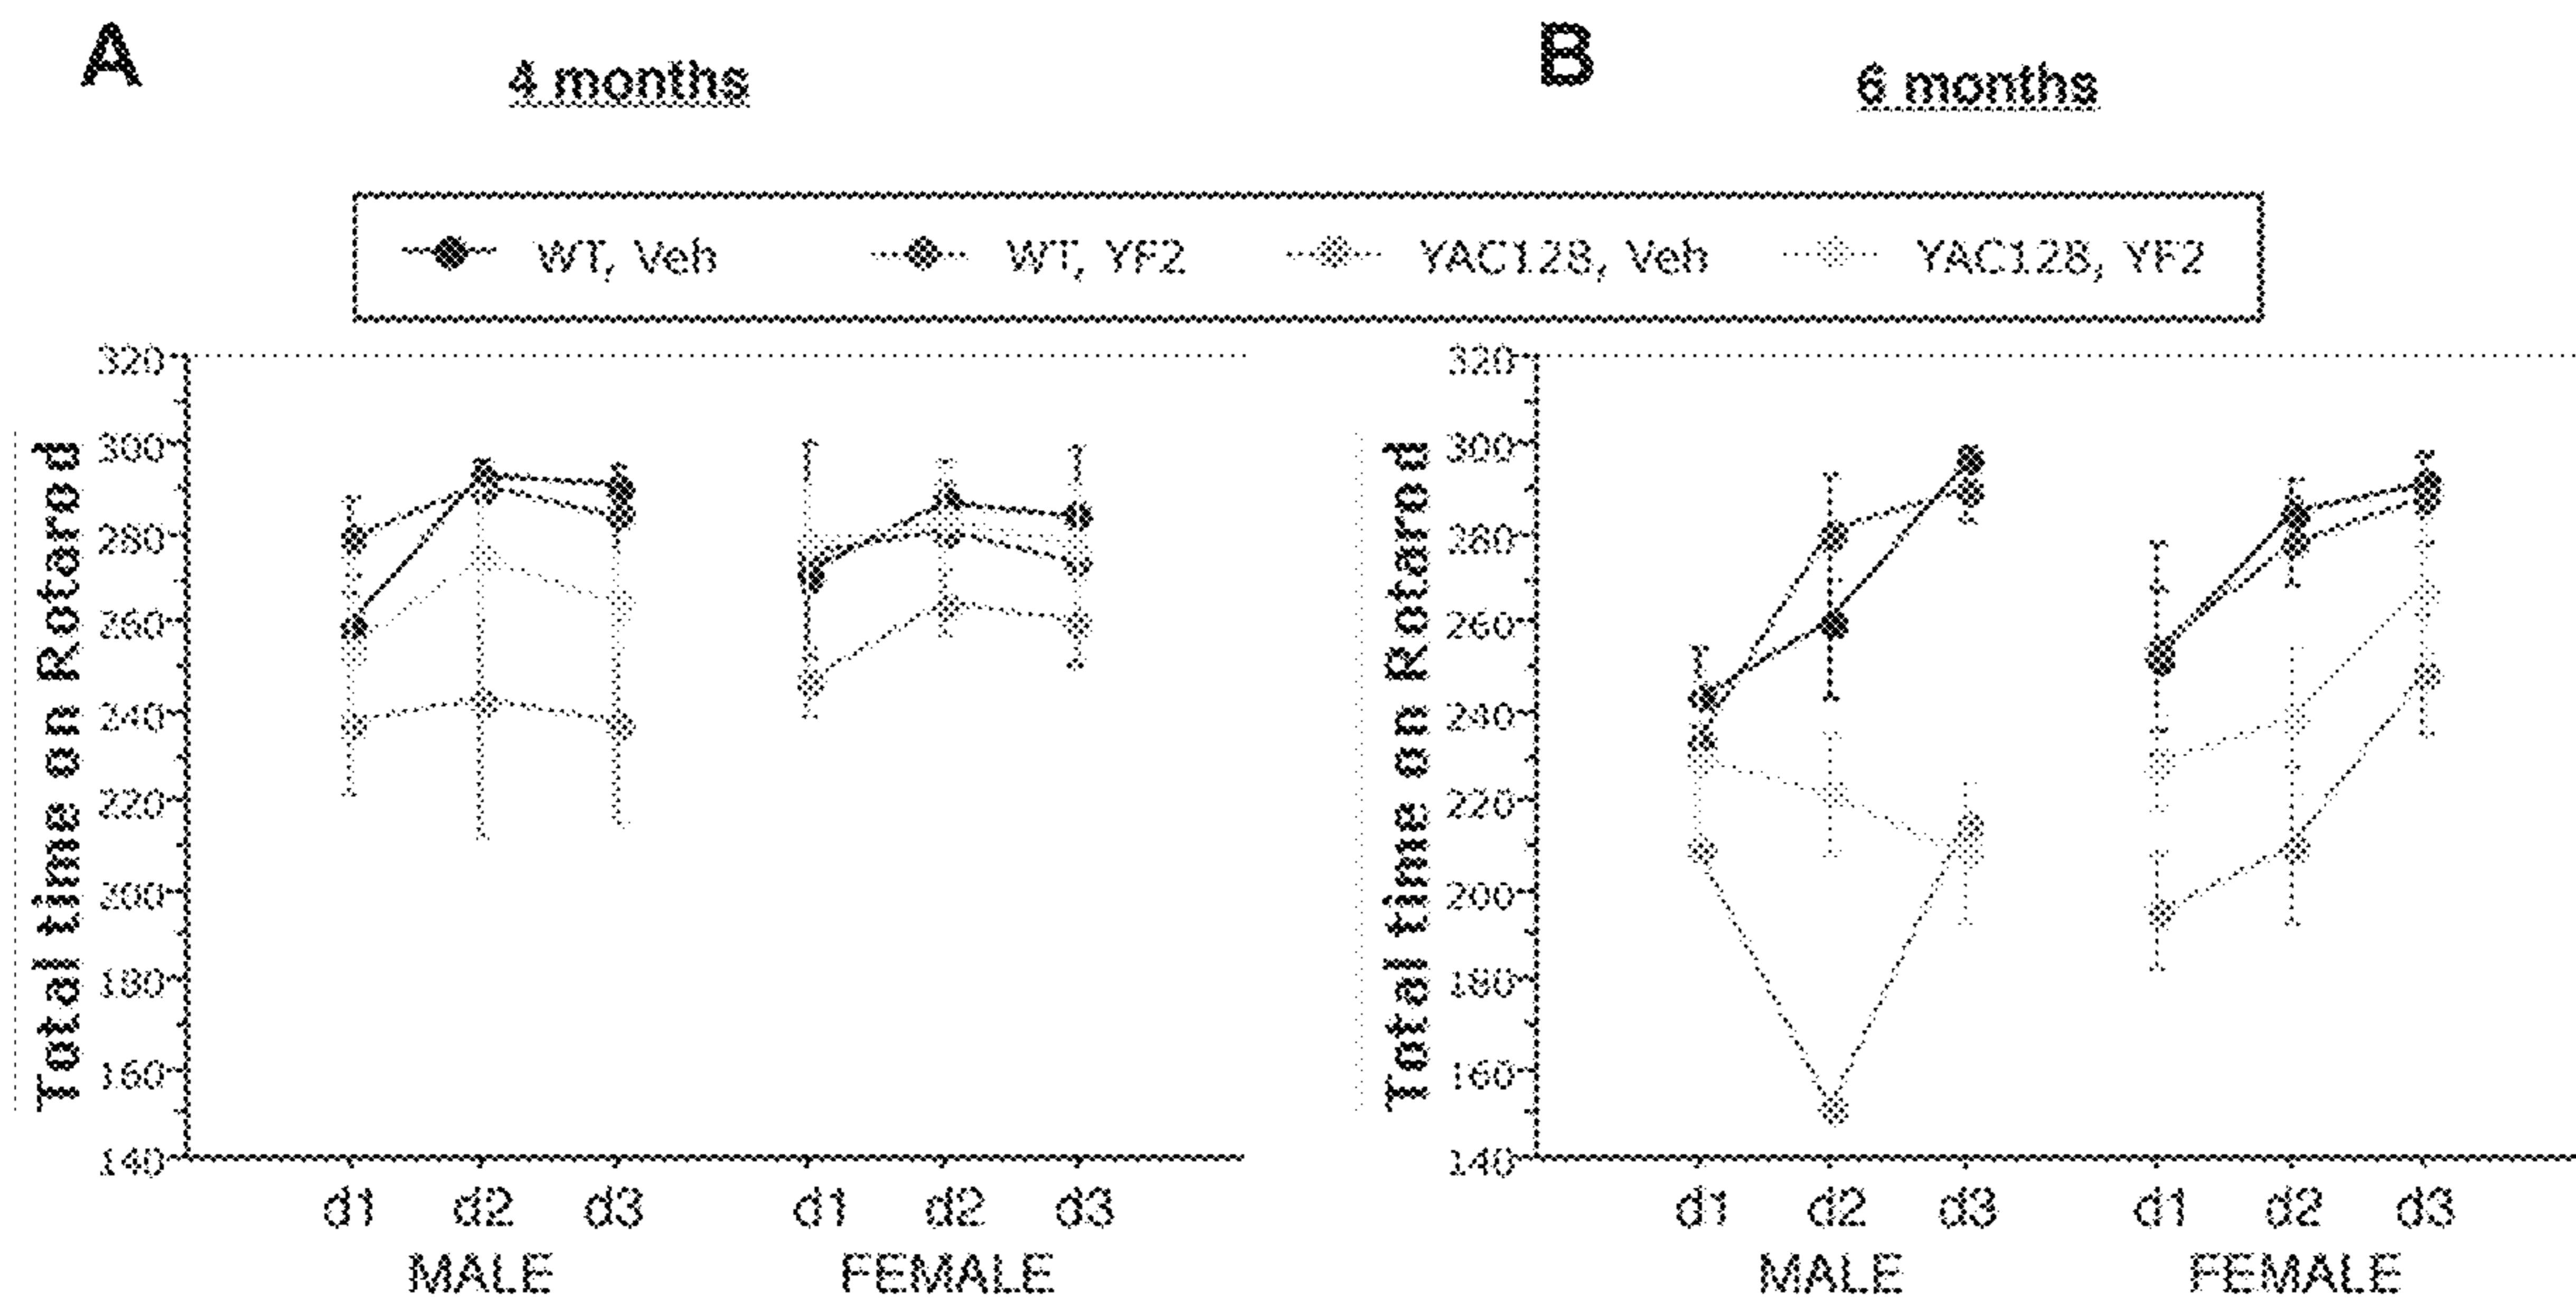 A
4 months
B
6 months
WT, Veh
WT, YF2
YAC128, Veh
YAC128, YF2
Total time on Rotarod
320
300
280
260
240
220
200
180
160
140
d1 d2 d3 d1 d2 d3
MALE FEMALE
Total time on Rotarod
320
300
280
260
240
220
200
180
160
140
d1 d2 d3 d1 d2 d3
MALE FEMALE